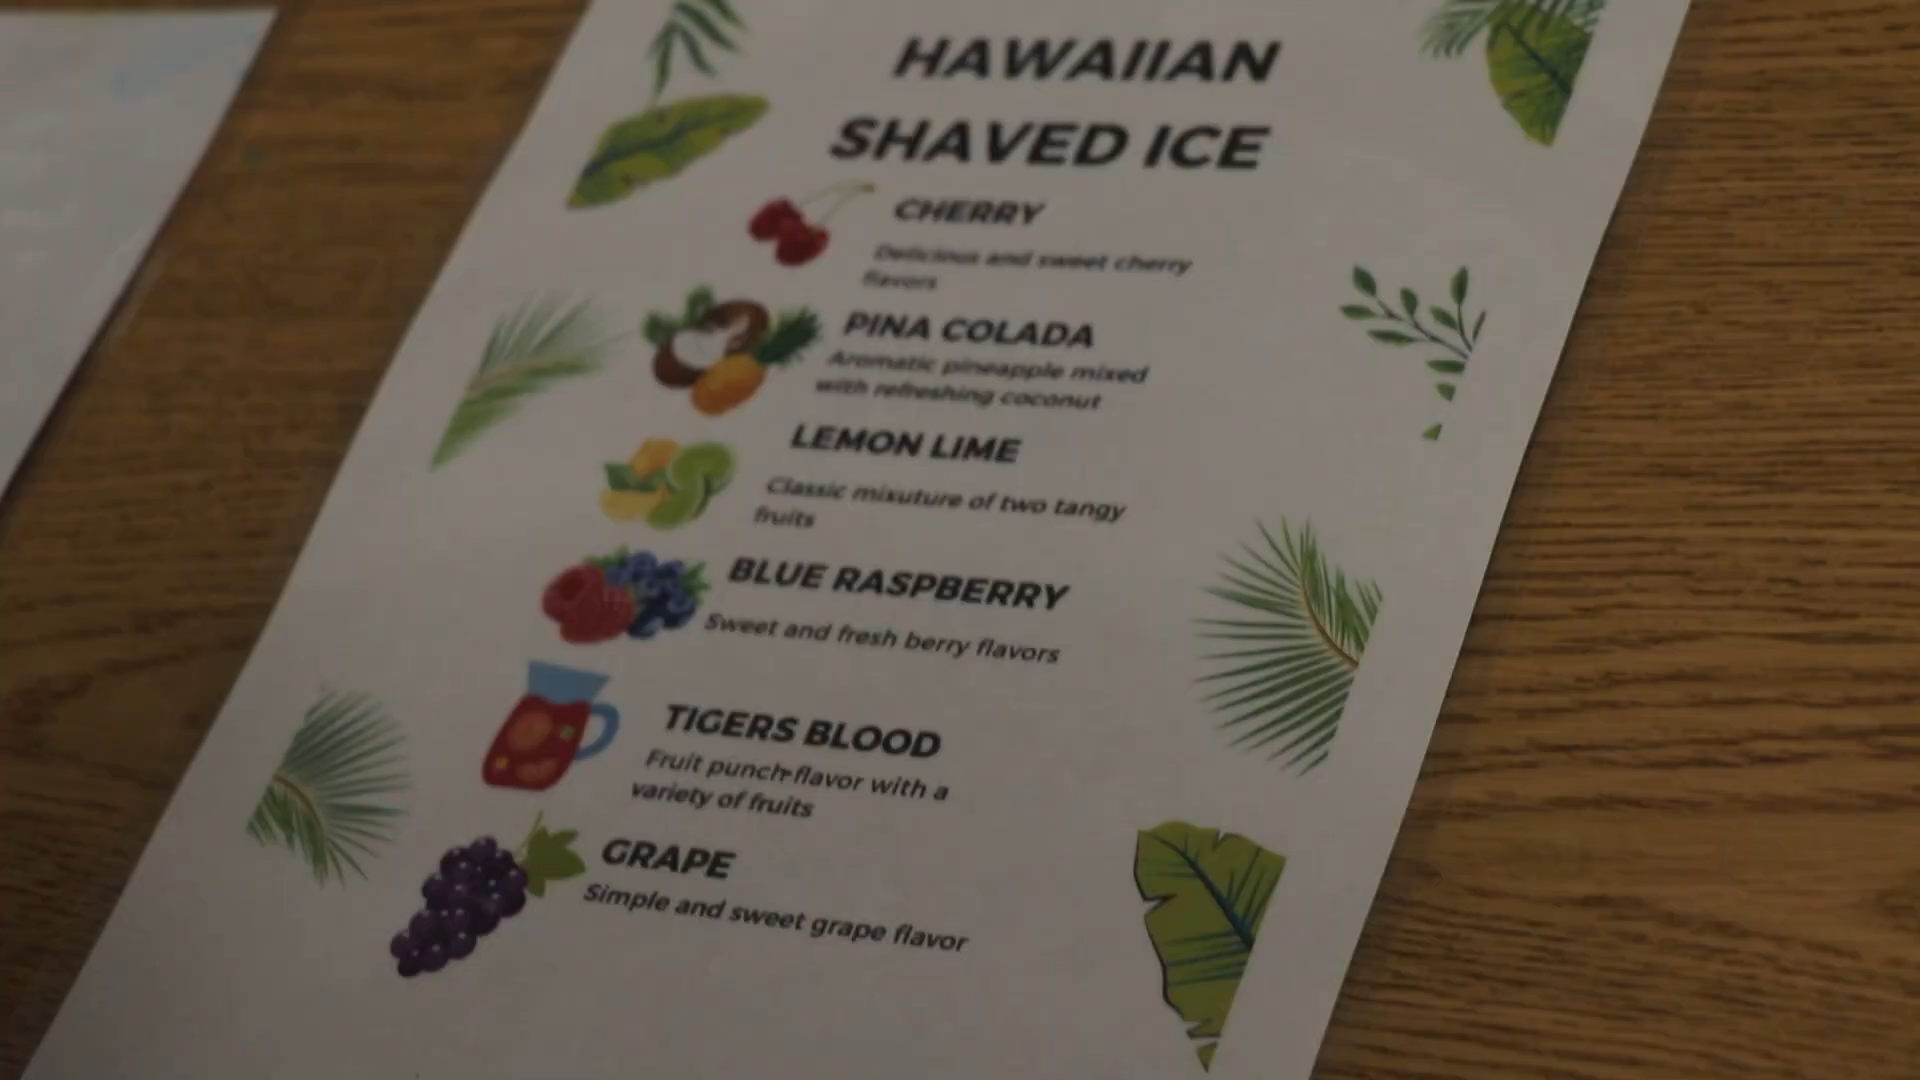 HAWAIIAN
SHAVED ICE
CHERRY
Delicious and sweet cherry
flavors
PINA COLADA
Aromatic pineapple mixed
with refreshing coconut
LEMON LIME
Classic mixuture of two tangy
fruits
BLUE RASPBERRY
Sweet and fresh berry flavors
TIGERS BLOOD
Fruit punch-flavor with a
variety of fruits
GRAPE
Simple and sweet grape flavor